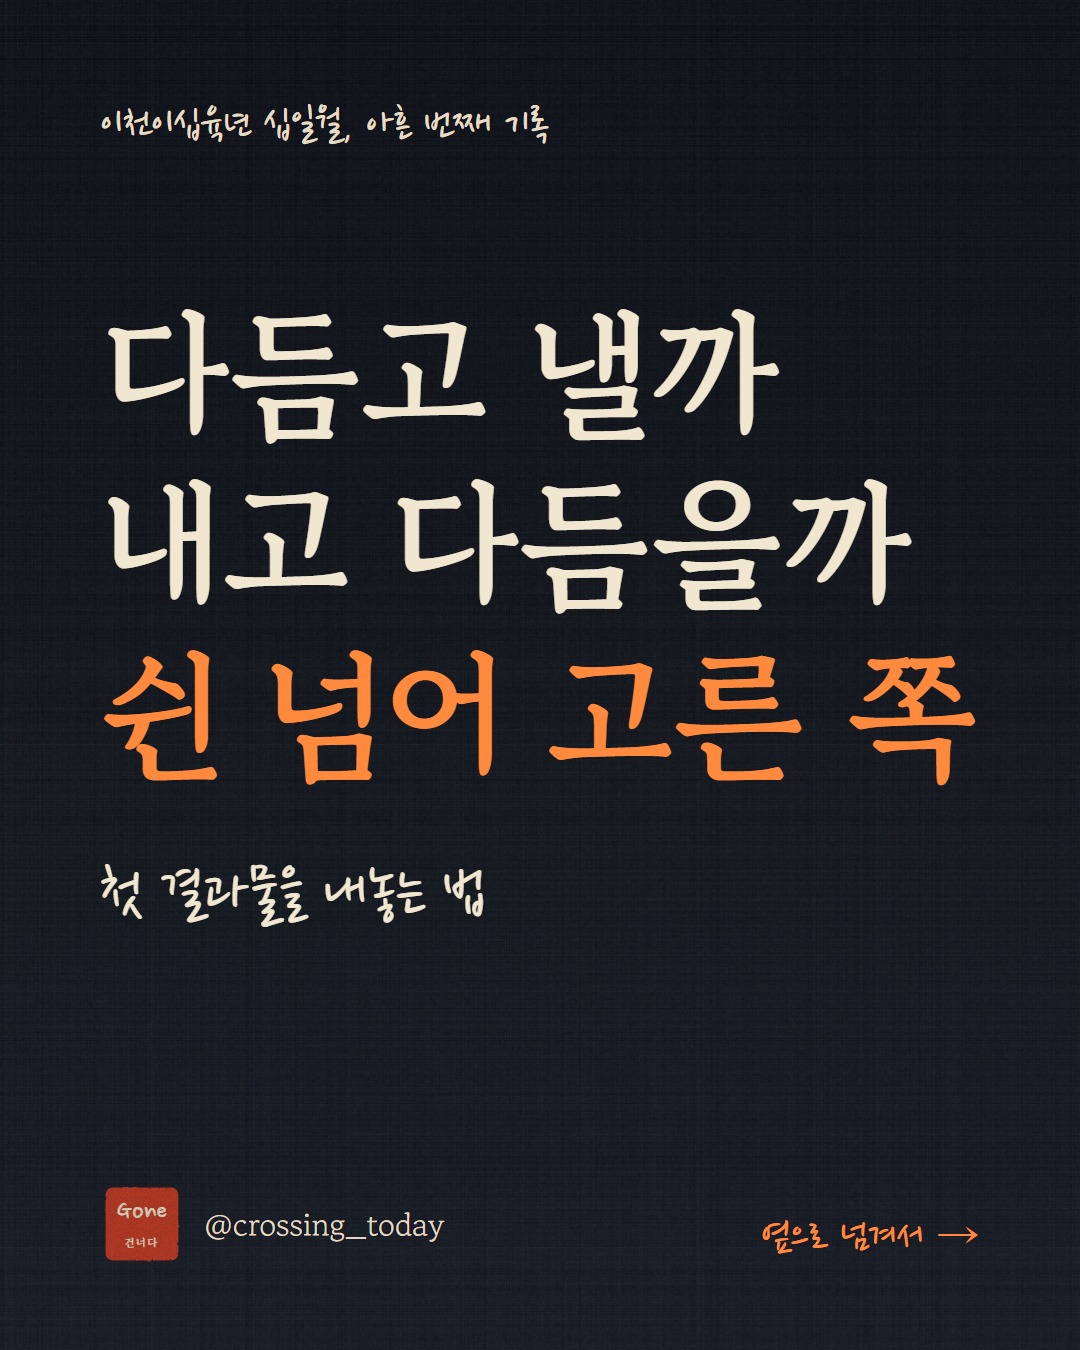 이천이십육년 십일월, 아흔 번째 기록
다듬고 낼까
내고 다듬을까
쉰 넘어 고른 쪽
첫 결과물을 내놓는 법
Gone
건너다
@crossing_today
옆으로 넘겨서 →